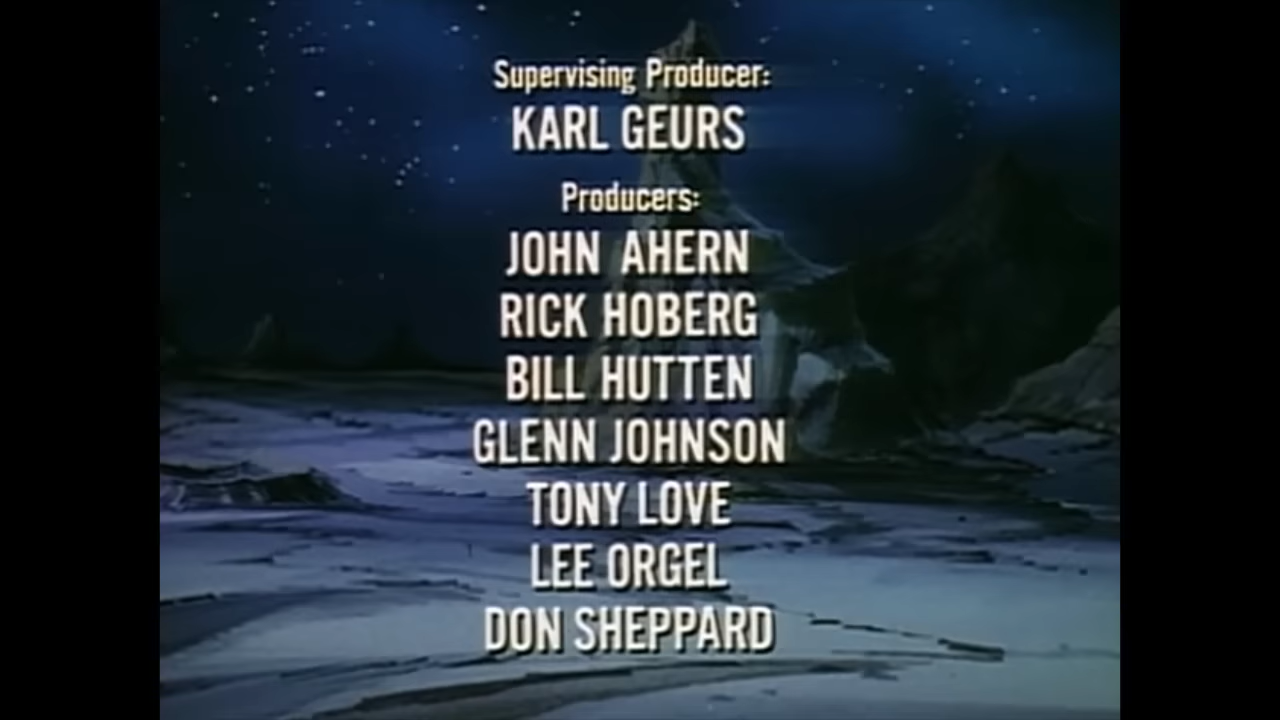 Supervising Producer:
KARL GEURS
Producers:
JOHN AHERN
RICK HOBERG
BILL HUTTEN
GLENN JOHNSON
TONY LOVE
LEE ORGEL
DON SHEPPARD